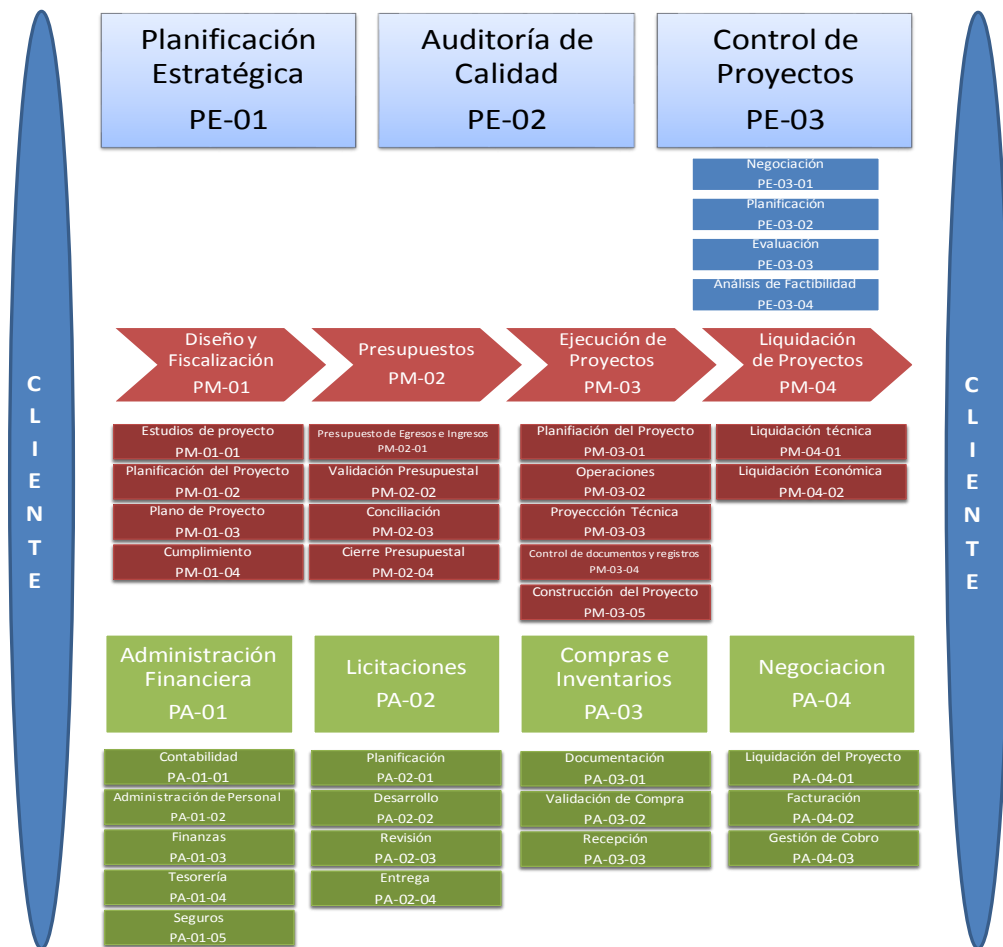 Planificación
Estratégica
PE-01
Auditoría de
Calidad
PE-02
Control de
Proyectos
PE-03
Negociación
PE-03-01
Planificación
PE-03-02
Evaluación
PE-03-03
Análisis de Factibilidad
PE-03-04
CLIENTE
Diseño y
Fiscalización
PM-01
Presupuestos
PM-02
Ejecución de
Proyectos
PM-03
Liquidación
de Proyectos
PM-04
CLIENTE
Estudios de proyecto
PM-01-01
Planificación del Proyecto
PM-01-02
Plano de Proyecto
PM-01-03
Cumplimiento
PM-01-04
Presupuesto de Egresos e Ingresos
PM-02-01
Validación Presupuestal
PM-02-02
Conciliación
PM-02-03
Cierre Presupuestal
PM-02-04
Planifiación del Proyecto
PM-03-01
Operaciones
PM-03-02
Proyeccción Técnica
PM-03-03
Control de documentos y registros
PM-03-04
Construcción del Proyecto
PM-03-05
Liquidación técnica
PM-04-01
Liquidación Económica
PM-04-02
Administración
Financiera
PA-01
Licitaciones
PA-02
Compras e
Inventarios
PA-03
Negociacion
PA-04
Contabilidad
PA-01-01
Administración de Personal
PA-01-02
Finanzas
PA-01-03
Tesorería
PA-01-04
Seguros
PA-01-05
Planificación
PA-02-01
Desarrollo
PA-02-02
Revisión
PA-02-03
Entrega
PA-02-04
Documentación
PA-03-01
Validación de Compra
PA-03-02
Recepción
PA-03-03
Liquidación del Proyecto
PA-04-01
Facturación
PA-04-02
Gestión de Cobro
PA-04-03